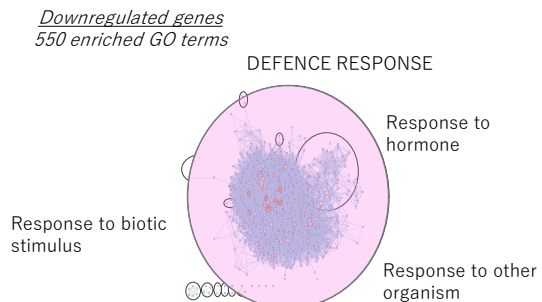 Downregulated genes
550 enriched GO terms
DEFENCE RESPONSE
Response to
hormone
Response to biotic
stimulus
Response to other
organism